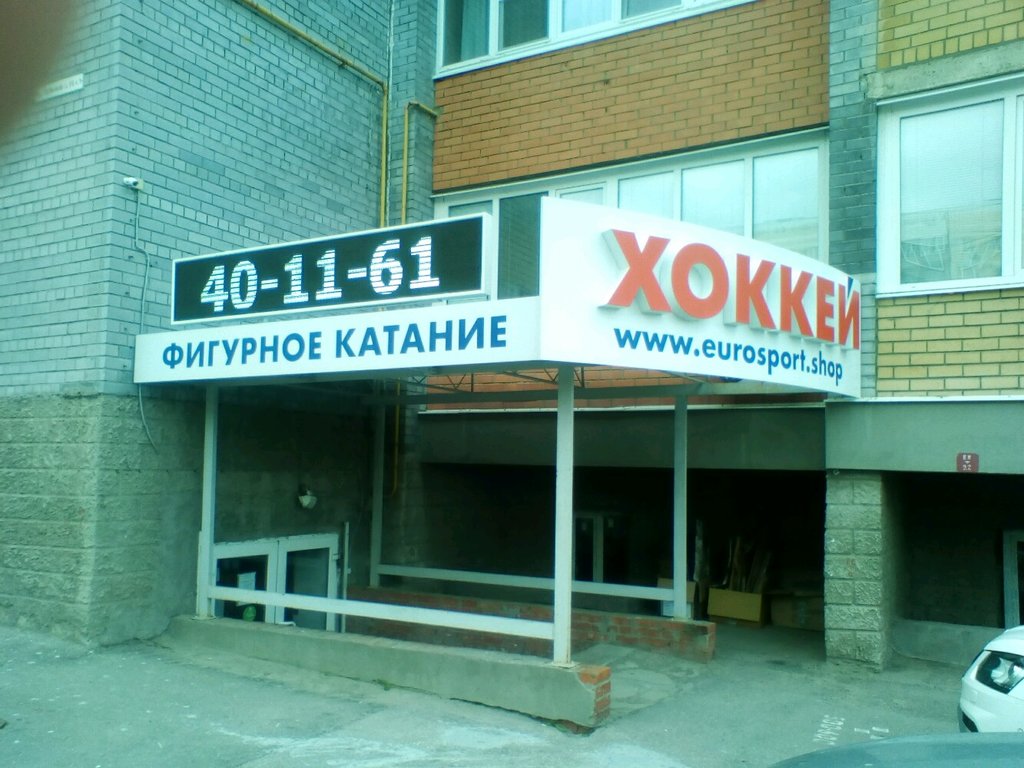 40-11-61
ФИГУРНОЕ КАТАНИЕ
ХОККЕЙ
www.eurosport.shop